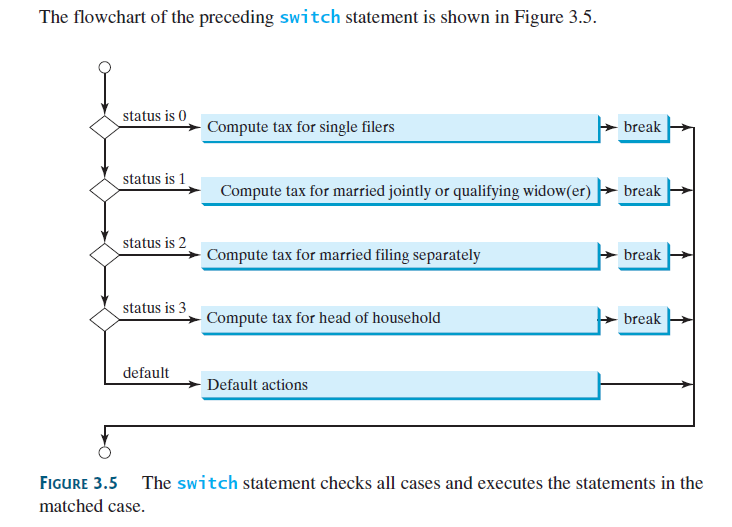 The flowchart of the preceding switch statement is shown in Figure 3.5.
status is 0
Compute tax for single filers
break
status is 1
Compute tax for married jointly or qualifying widow(er)
break
status is 2
Compute tax for married filing separately
break
status is 3
Compute tax for head of household
break
default
Default actions
FIGURE 3.5 The switch statement checks all cases and executes the statements in the
matched case.